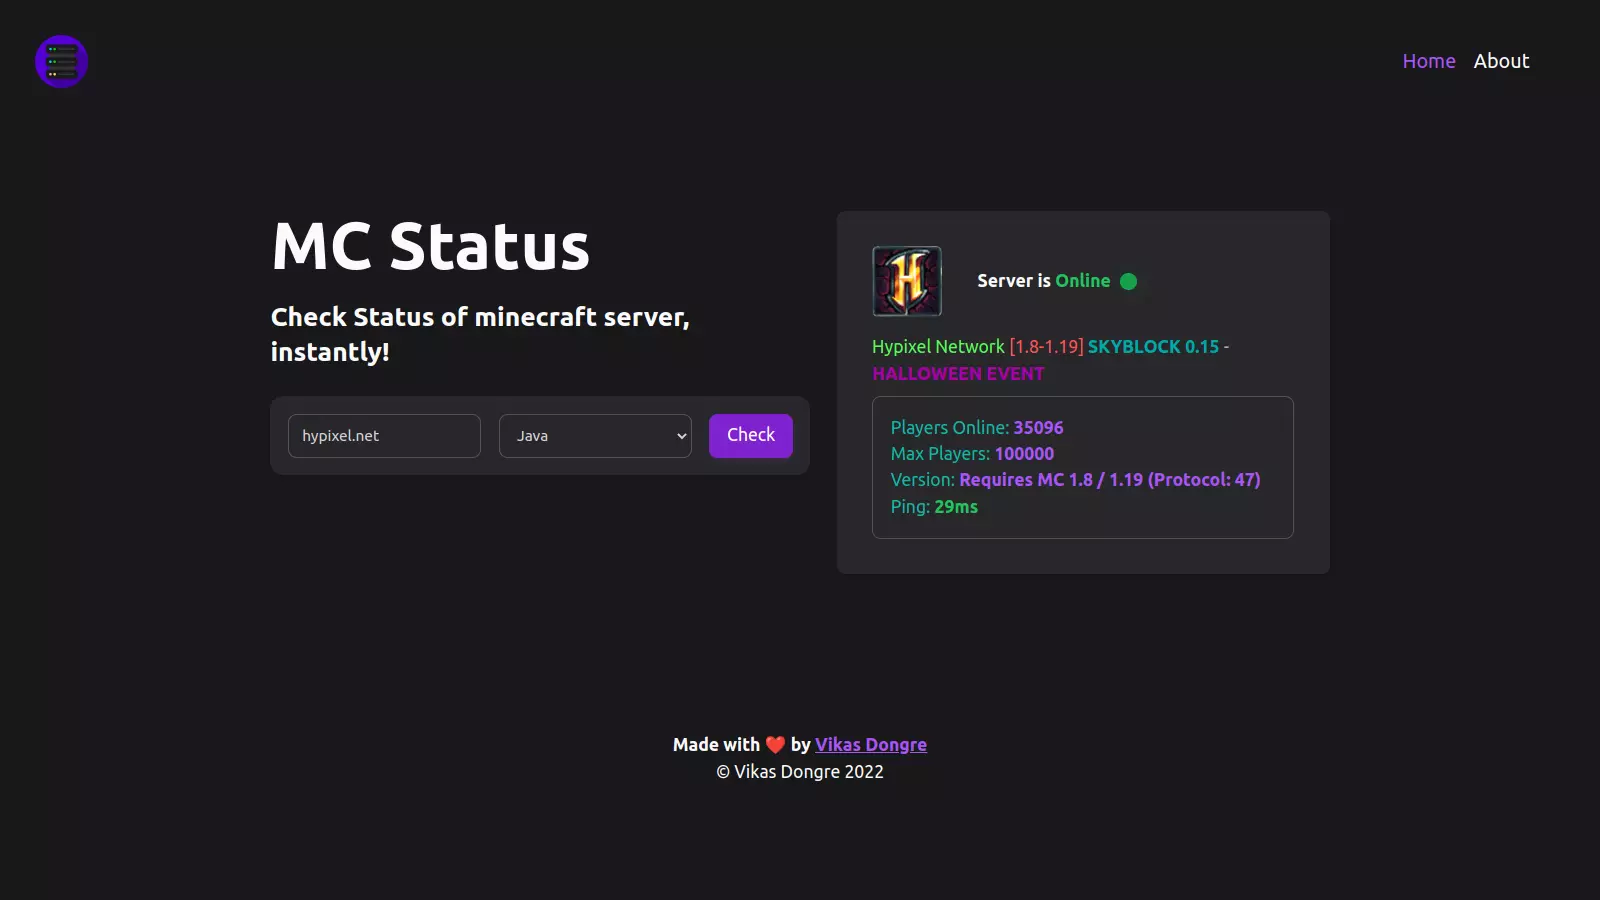 Home About
MC Status
Check Status of minecraft server,
instantly!
hypixel.net Java Check
H
Server is Online
Hypixel Network [1.8-1.19] SKYBLOCK 0.15 -
HALLOWEEN EVENT
Players Online: 35096
Max Players: 100000
Version: Requires MC 1.8 / 1.19 (Protocol: 47)
Ping: 29ms
Made with ❤️ by Vikas Dongre
© Vikas Dongre 2022